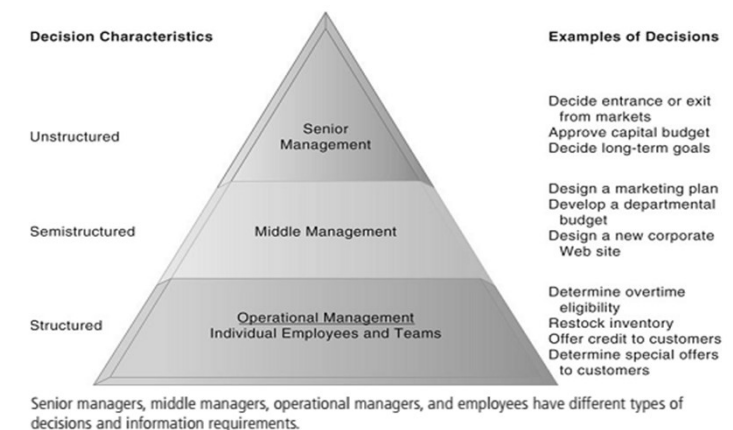 Decision Characteristics
Examples of Decisions
Unstructured
Senior
Management
Decide entrance or exit
from markets
Approve capital budget
Decide long-term goals
Semistructured
Middle Management
Design a marketing plan
Develop a departmental
budget
Design a new corporate
Web site
Structured
Operational Management
Individual Employees and Teams
Determine overtime
eligibility
Restock inventory
Offer credit to customers
Determine special offers
to customers
Senior managers, middle managers, operational managers, and employees have different types of
decisions and information requirements.